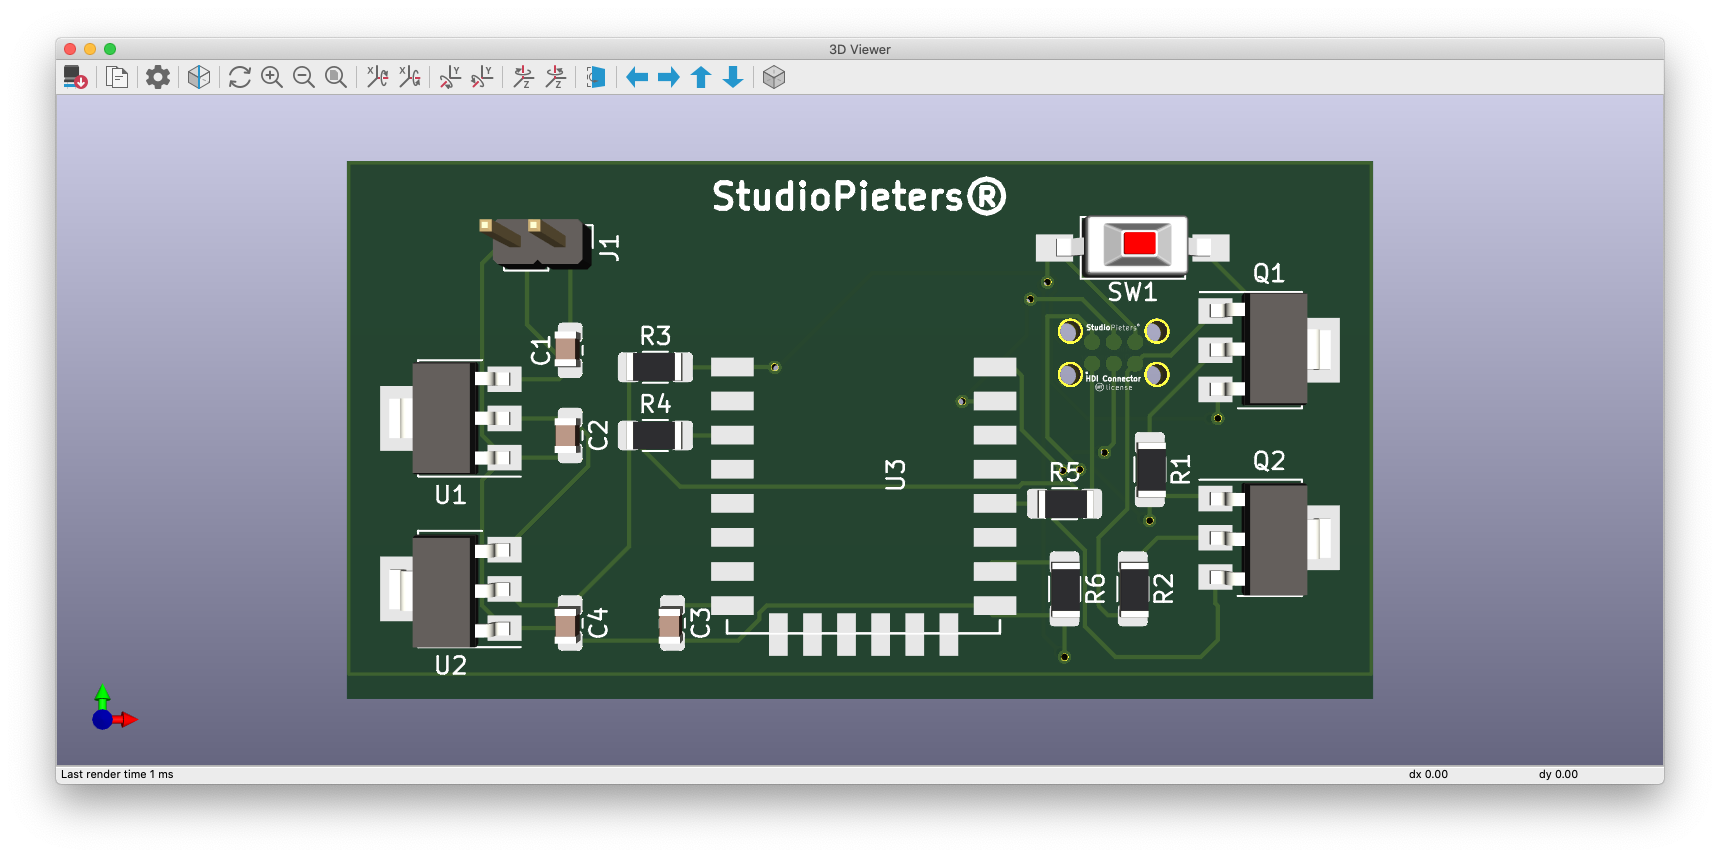 3D Viewer
StudioPieters®
J1
SW1
Q1
C1
R3
StudioPieters®
HDI Connector
license
R4
C2
U1
U3
R5
R1
Q2
U2
C4
C3
R6
R2
Last render time 1 ms
dx 0.00
dy 0.00